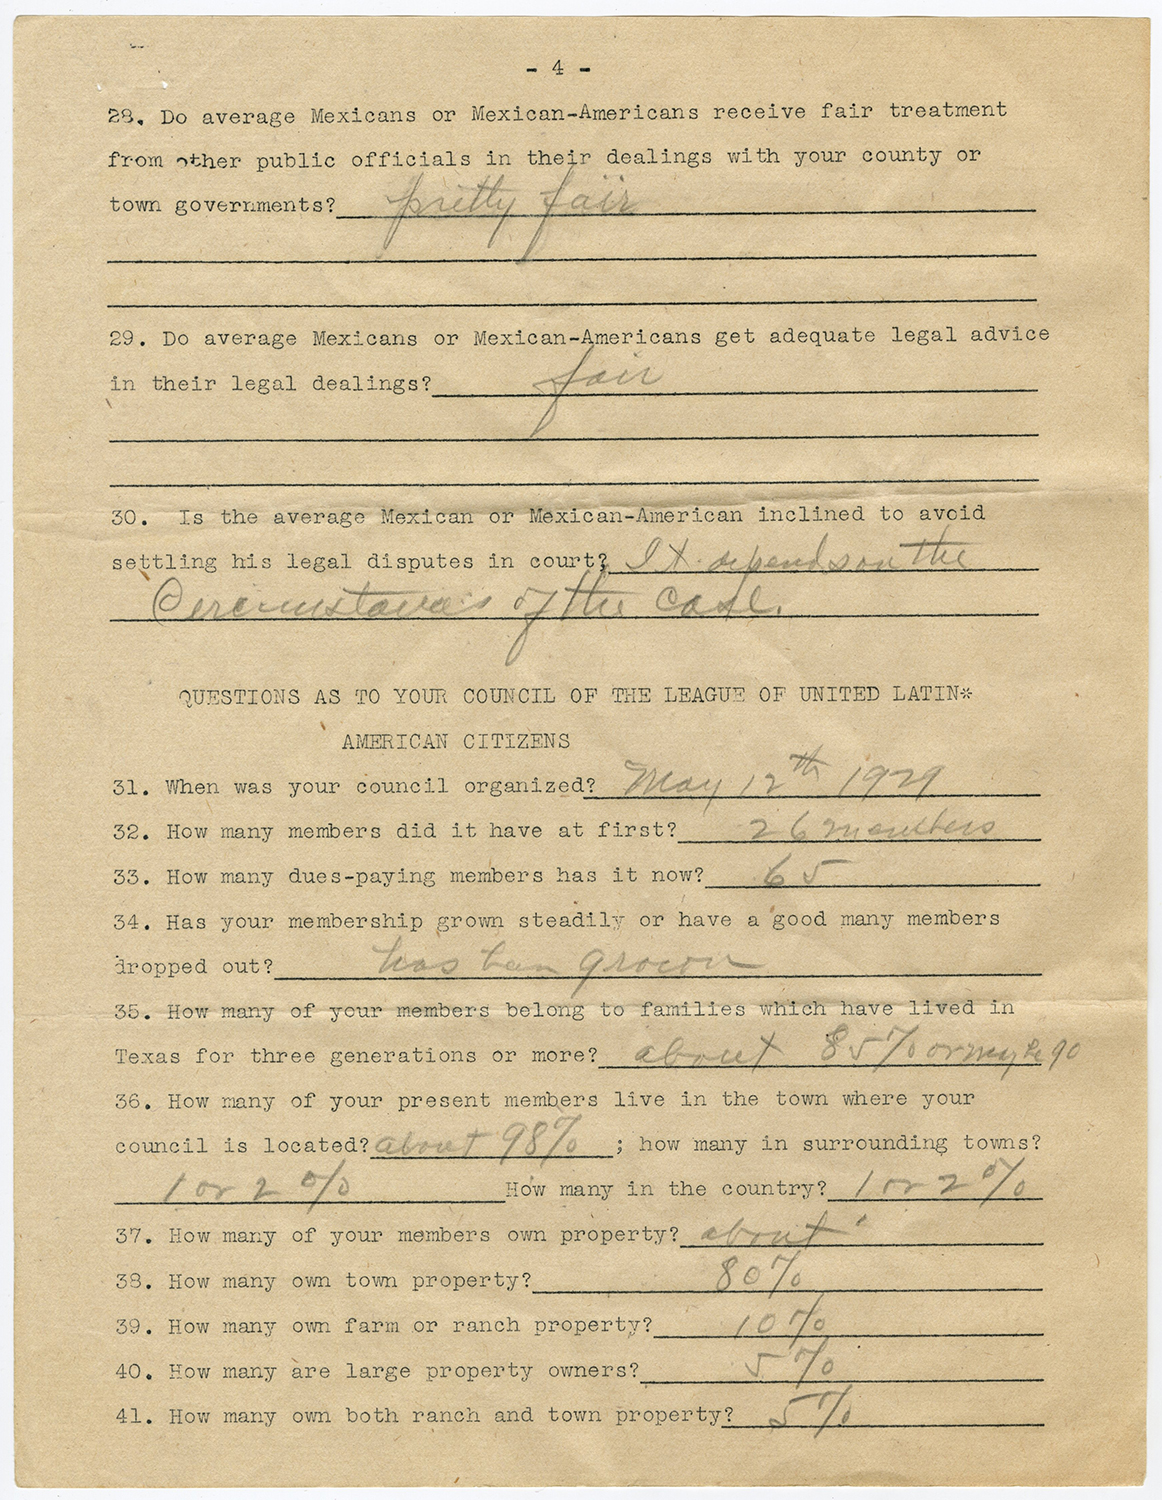 - 4 -
28. Do average Mexicans or Mexican-Americans receive fair treatment
from other public officials in their dealings with your county or
town governments? pritty fair
29. Do average Mexicans or Mexican-Americans get adequate legal advice
in their legal dealings? fair
30. Is the average Mexican or Mexican-American inclined to avoid
settling his legal disputes in court? It depends on the
Circumstances of the case.
QUESTIONS AS TO YOUR COUNCIL OF THE LEAGUE OF UNITED LATIN*
AMERICAN CITIZENS
31. When was your council organized? May 12th 1929
32. How many members did it have at first? 26 members
33. How many dues-paying members has it now? 65
34. Has your membership grown steadily or have a good many members
dropped out? has ben grown
35. How many of your members belong to families which have lived in
Texas for three generations or more? about 85% or may be 90
36. How many of your present members live in the town where your
council is located? about 98% ; how many in surrounding towns?
1 or 2 % How many in the country? 1 or 2 %
37. How many of your members own property? about "
38. How many own town property? 80%
39. How many own farm or ranch property? 10%
40. How many are large property owners? 5%
41. How many own both ranch and town property? 5%